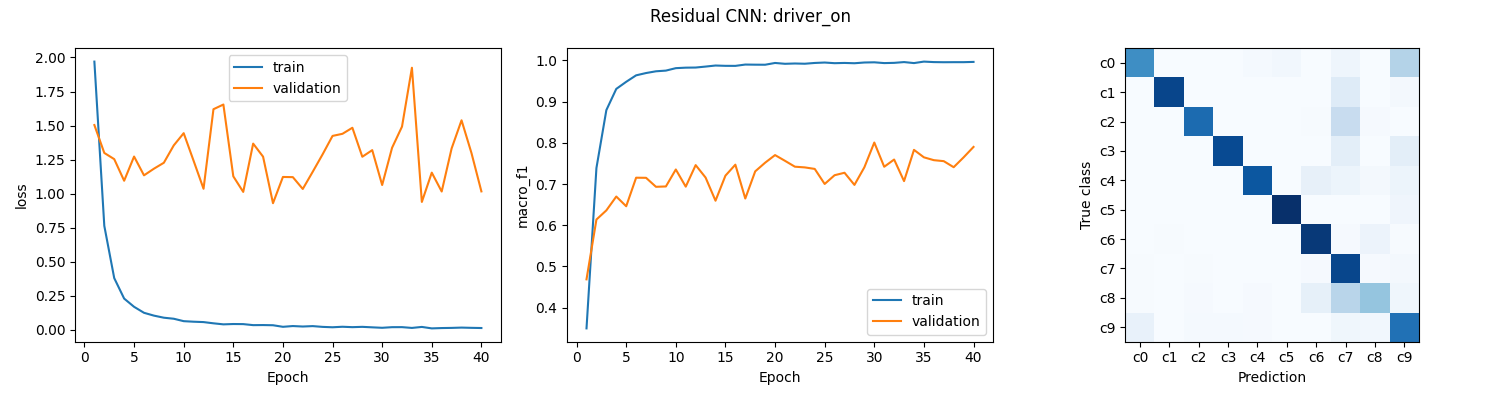 Residual CNN: driver_on
2.00
1.75
1.50
1.25
1.00
0.75
0.50
0.25
0.00
loss
0 5 10 15 20 25 30 35 40
Epoch
train
validation
1.0
0.9
0.8
0.7
0.6
0.5
0.4
macro_f1
0 5 10 15 20 25 30 35 40
Epoch
train
validation
c0
c1
c2
c3
c4
c5
c6
c7
c8
c9
True class
c0 c1 c2 c3 c4 c5 c6 c7 c8 c9
Prediction